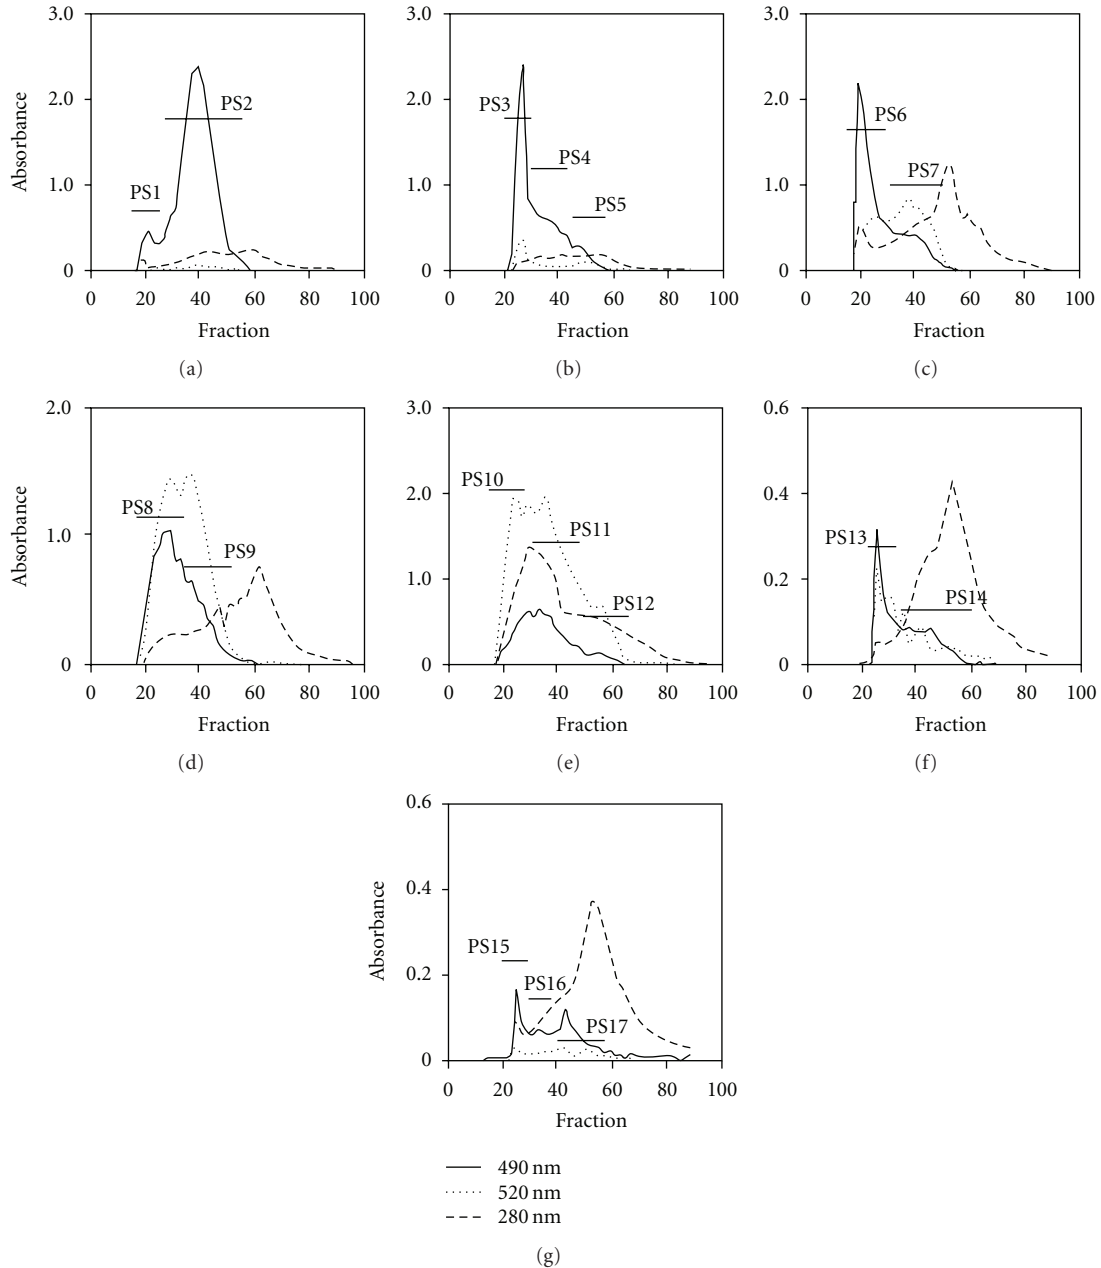 3.0
2.0
1.0
0
Absorbance
PS1
PS2
0 20 40 60 80 100
Fraction
(a)
3.0
2.0
1.0
0
PS3
PS4
PS5
0 20 40 60 80 100
Fraction
(b)
3.0
2.0
1.0
0
PS6
PS7
0 20 40 60 80 100
Fraction
(c)
2.0
1.0
0
Absorbance
PS8
PS9
0 20 40 60 80 100
Fraction
(d)
3.0
2.0
1.0
0
PS10
PS11
PS12
0 20 40 60 80 100
Fraction
(e)
0.6
0.4
0.2
0
PS13
PS14
0 20 40 60 80 100
Fraction
(f)
0.6
0.4
0.2
0
Absorbance
PS15
PS16
PS17
0 20 40 60 80 100
Fraction
490 nm
520 nm
280 nm
(g)